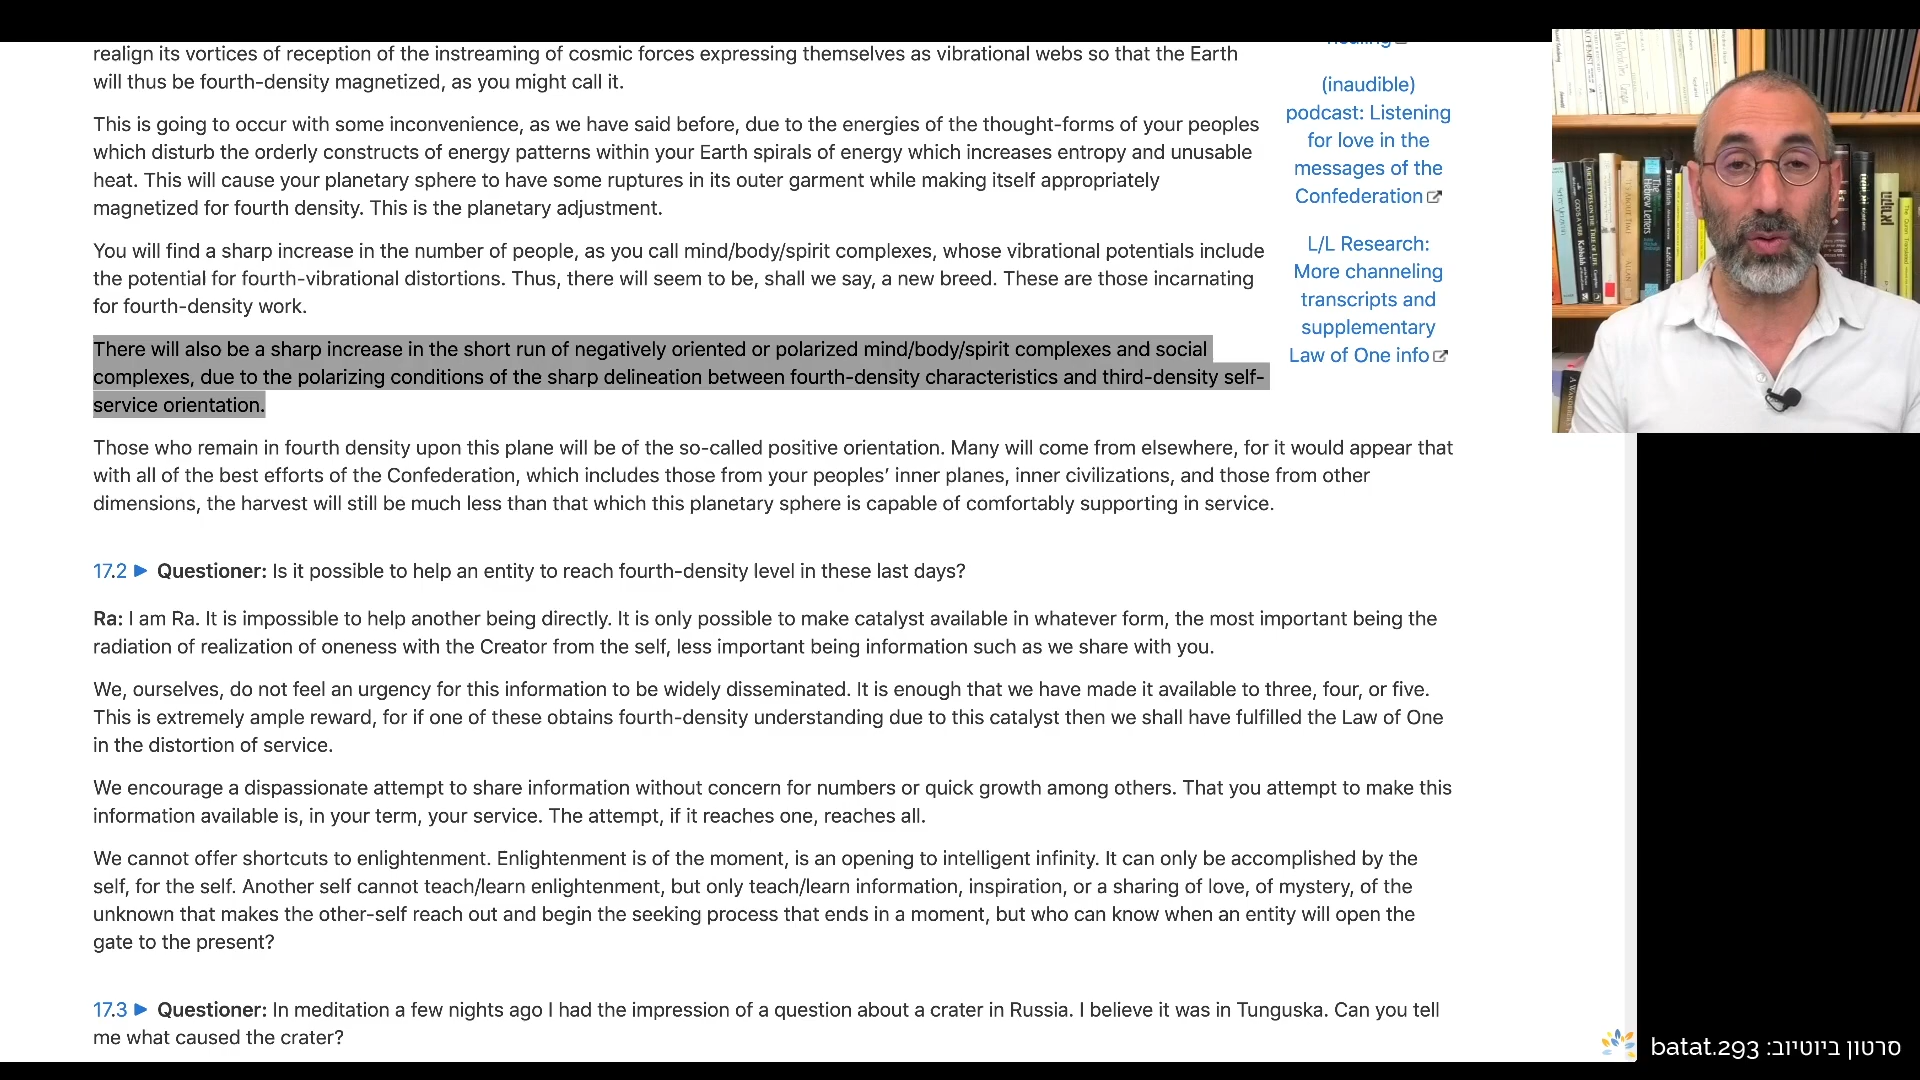 realign its vortices of reception of the instreaming of cosmic forces expressing themselves as vibrational webs so that the Earth
will thus be fourth-density magnetized, as you might call it.
This is going to occur with some inconvenience, as we have said before, due to the energies of the thought-forms of your peoples
which disturb the orderly constructs of energy patterns within your Earth spirals of energy which increases entropy and unusable
heat. This will cause your planetary sphere to have some ruptures in its outer garment while making itself appropriately
magnetized for fourth density. This is the planetary adjustment.
You will find a sharp increase in the number of people, as you call mind/body/spirit complexes, whose vibrational potentials include
the potential for fourth-vibrational distortions. Thus, there will seem to be, shall we say, a new breed. These are those incarnating
for fourth-density work.
There will also be a sharp increase in the short run of negatively oriented or polarized mind/body/spirit complexes and social
complexes, due to the polarizing conditions of the sharp delineation between fourth-density characteristics and third-density self-
service orientation.
Those who remain in fourth density upon this plane will be of the so-called positive orientation. Many will come from elsewhere, for it would appear that
with all of the best efforts of the Confederation, which includes those from your peoples’ inner planes, inner civilizations, and those from other
dimensions, the harvest will still be much less than that which this planetary sphere is capable of comfortably supporting in service.
17.2 ► Questioner: Is it possible to help an entity to reach fourth-density level in these last days?
Ra: I am Ra. It is impossible to help another being directly. It is only possible to make catalyst available in whatever form, the most important being the
radiation of realization of oneness with the Creator from the self, less important being information such as we share with you.
We, ourselves, do not feel an urgency for this information to be widely disseminated. It is enough that we have made it available to three, four, or five.
This is extremely ample reward, for if one of these obtains fourth-density understanding due to this catalyst then we shall have fulfilled the Law of One
in the distortion of service.
We encourage a dispassionate attempt to share information without concern for numbers or quick growth among others. That you attempt to make this
information available is, in your term, your service. The attempt, if it reaches one, reaches all.
We cannot offer shortcuts to enlightenment. Enlightenment is of the moment, is an opening to intelligent infinity. It can only be accomplished by the
self, for the self. Another self cannot teach/learn enlightenment, but only teach/learn information, inspiration, or a sharing of love, of mystery, of the
unknown that makes the other-self reach out and begin the seeking process that ends in a moment, but who can know when an entity will open the
gate to the present?
17.3 ► Questioner: In meditation a few nights ago I had the impression of a question about a crater in Russia. I believe it was in Tunguska. Can you tell
me what caused the crater?
healing
(inaudible)
podcast: Listening
for love in the
messages of the
Confederation
L/L Research:
More channeling
transcripts and
supplementary
Law of One info
The Hebrew Letters
סרטון ביוטיוב: batat.293